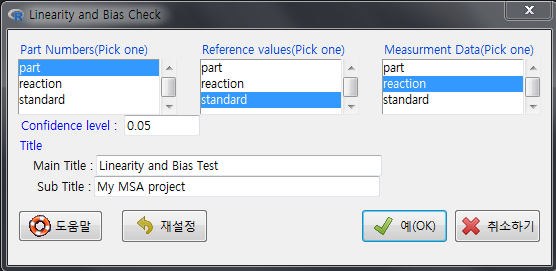 Linearity and Bias Check
Part Numbers(Pick one) Reference values(Pick one) Measurment Data(Pick one)
part part part
reaction reaction reaction
standard standard standard
Confidence level : 0.05
Title
Main Title : Linearity and Bias Test
Sub Title : My MSA project
도움말 재설정 예(OK) 취소하기